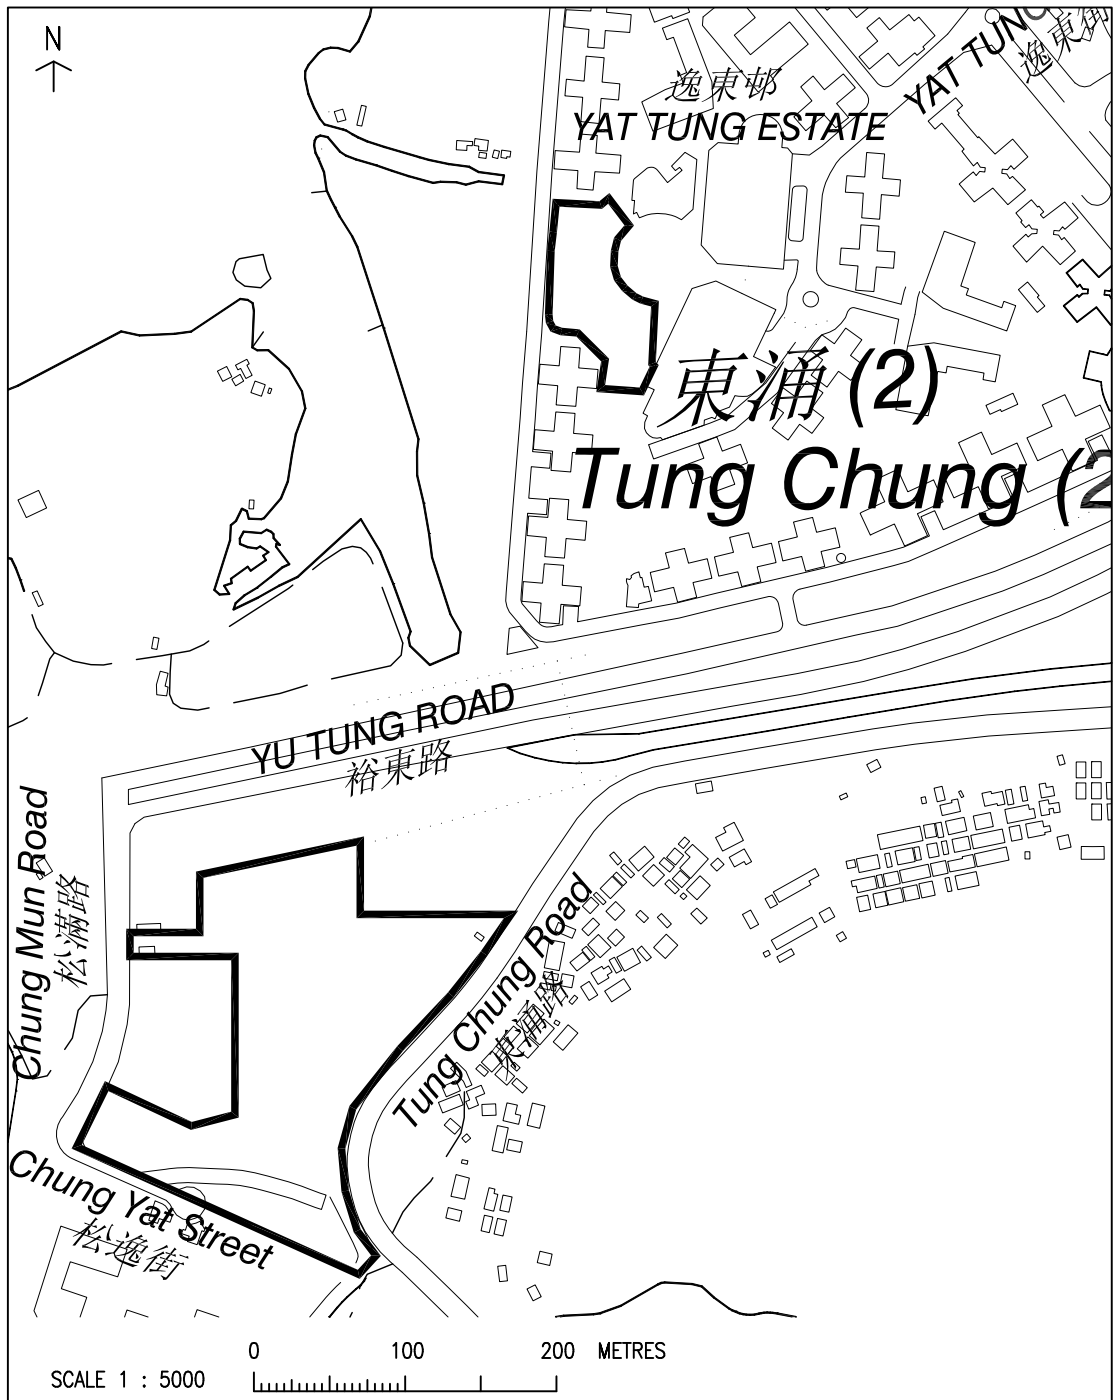 N
逸東邨
YAT TUNG ESTATE
YAT TUNG
逸東街
東涌 (2)
Tung Chung (2
YU TUNG ROAD
裕東路
Chung Mun Road
松滿路
Tung Chung Road
東涌路
Chung Yat Street
松逸街
0 100 200 METRES
SCALE 1 : 5000